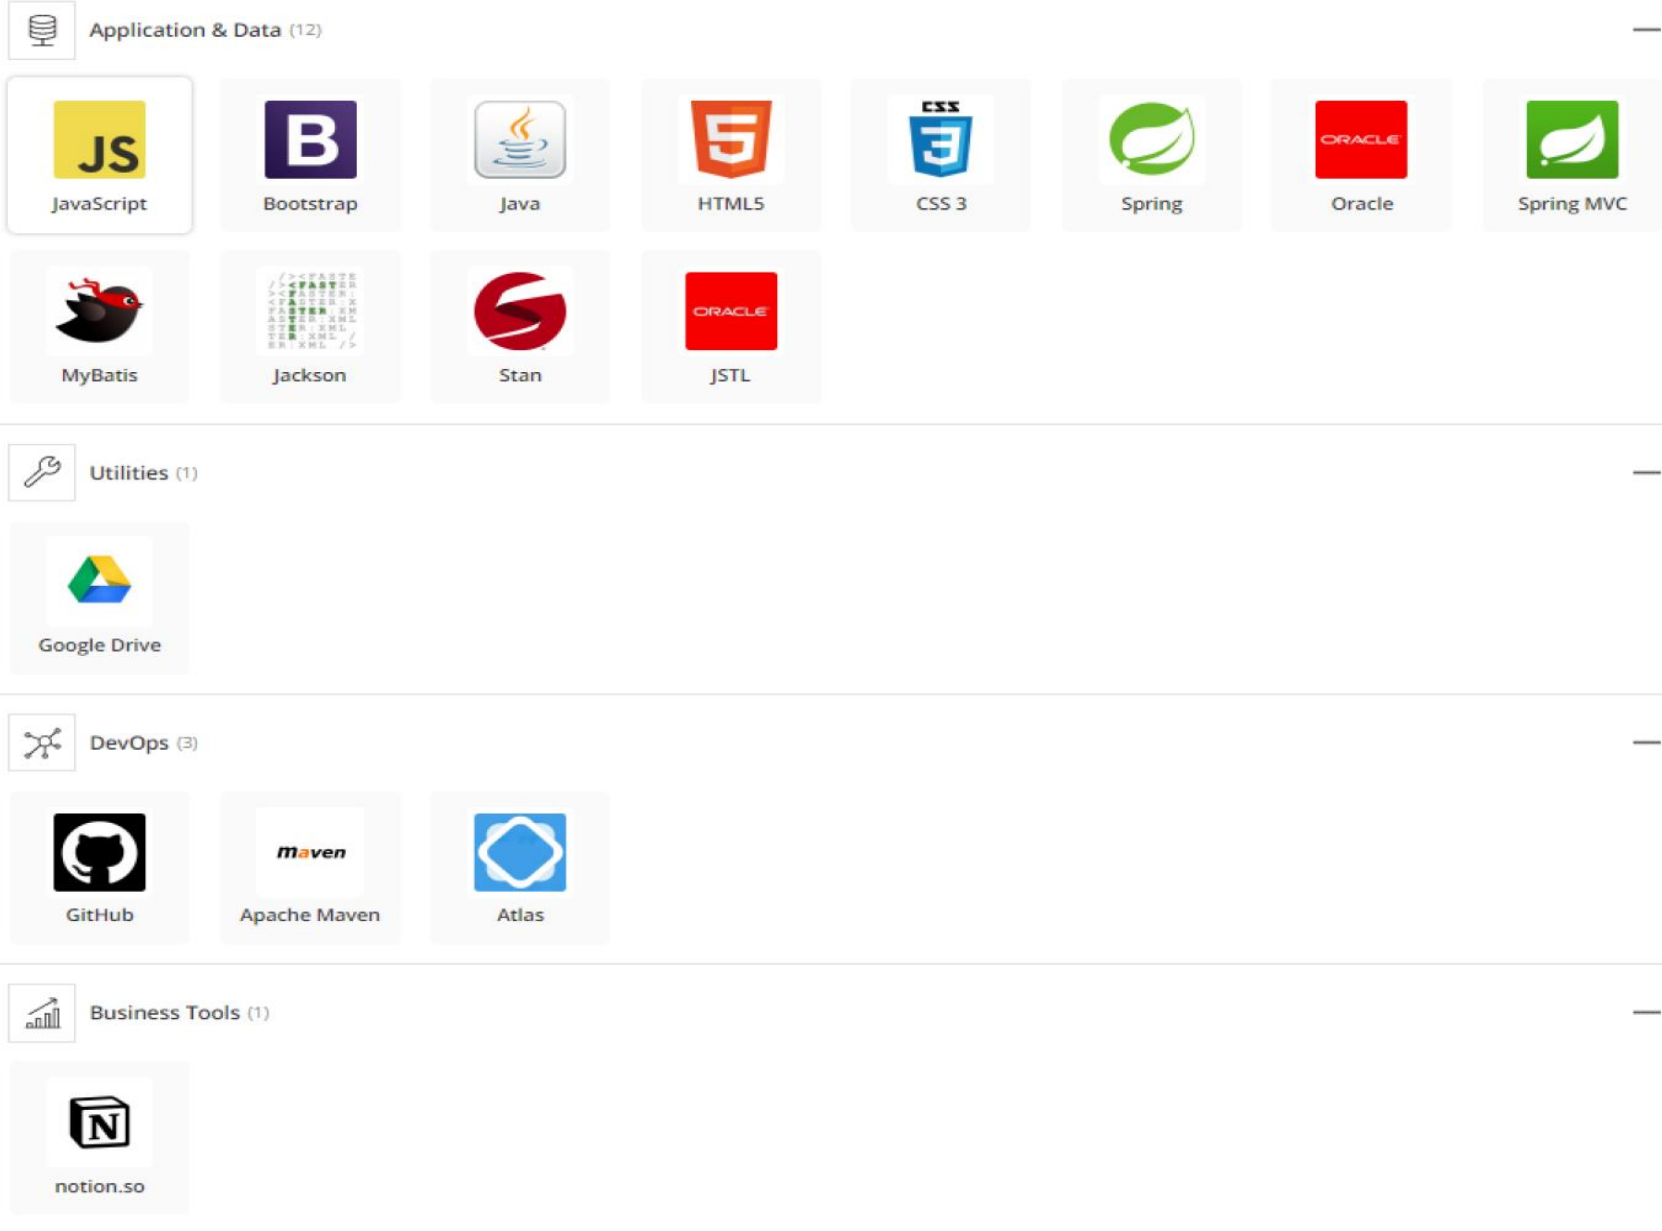 Application & Data (12)
JS
B
5
CSS
3
ORACLE
JavaScript
Bootstrap
Java
HTML5
CSS 3
Spring
Oracle
Spring MVC
/><FASTE
ORACLE
MyBatis
Jackson
Stan
JSTL
Utilities (1)
Google Drive
DevOps (3)
maven
GitHub
Apache Maven
Atlas
Business Tools (1)
N
notion.so